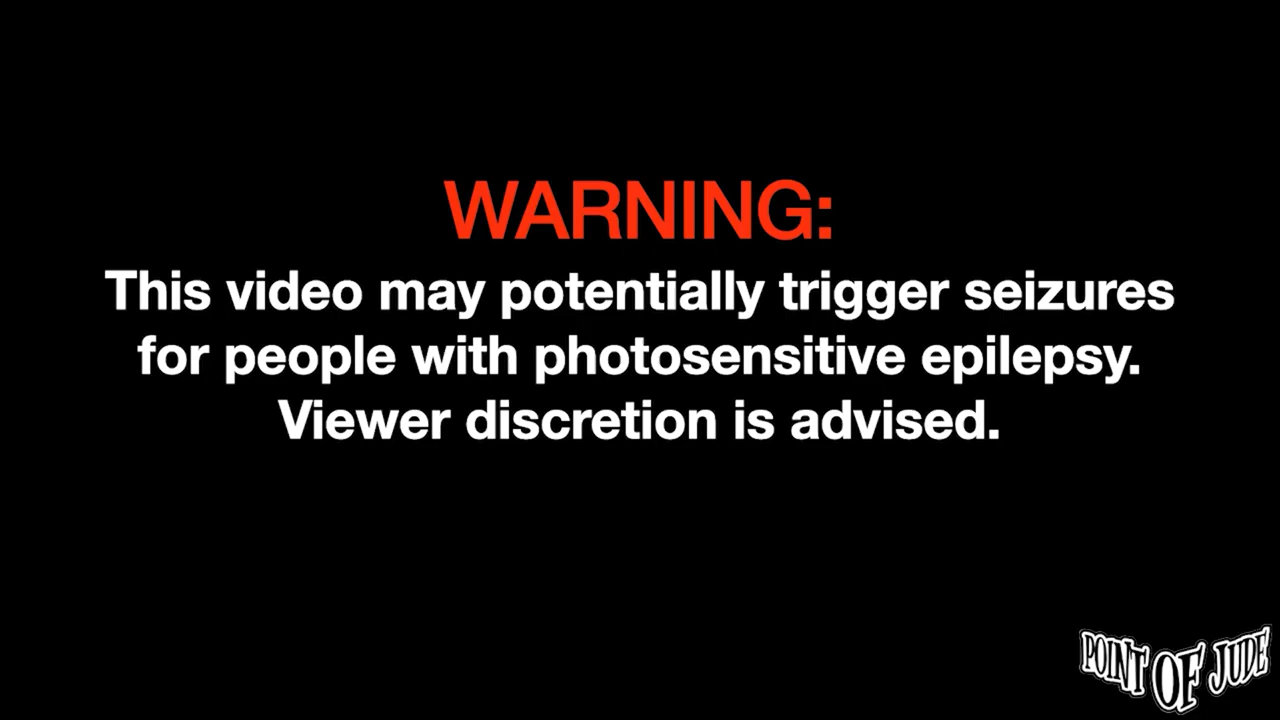 WARNING:
This video may potentially trigger seizures
for people with photosensitive epilepsy.
Viewer discretion is advised.
POINT OF JUDE